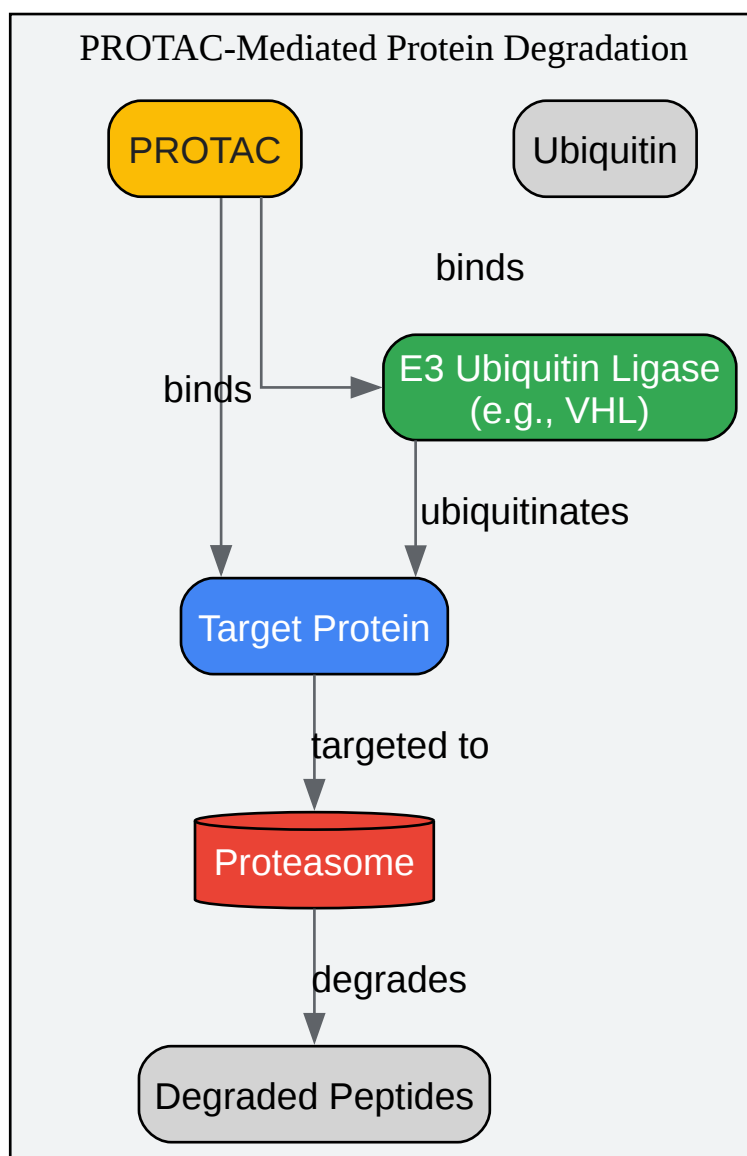 PROTAC-Mediated Protein Degradation
PROTAC
Ubiquitin
binds
E3 Ubiquitin Ligase
(e.g., VHL)
binds
ubiquitinates
Target Protein
targeted to
Proteasome
degrades
Degraded Peptides